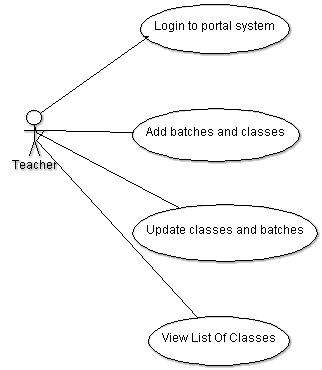 Login to portal system
Add batches and classes
Teacher
Update classes and batches
View List Of Classes